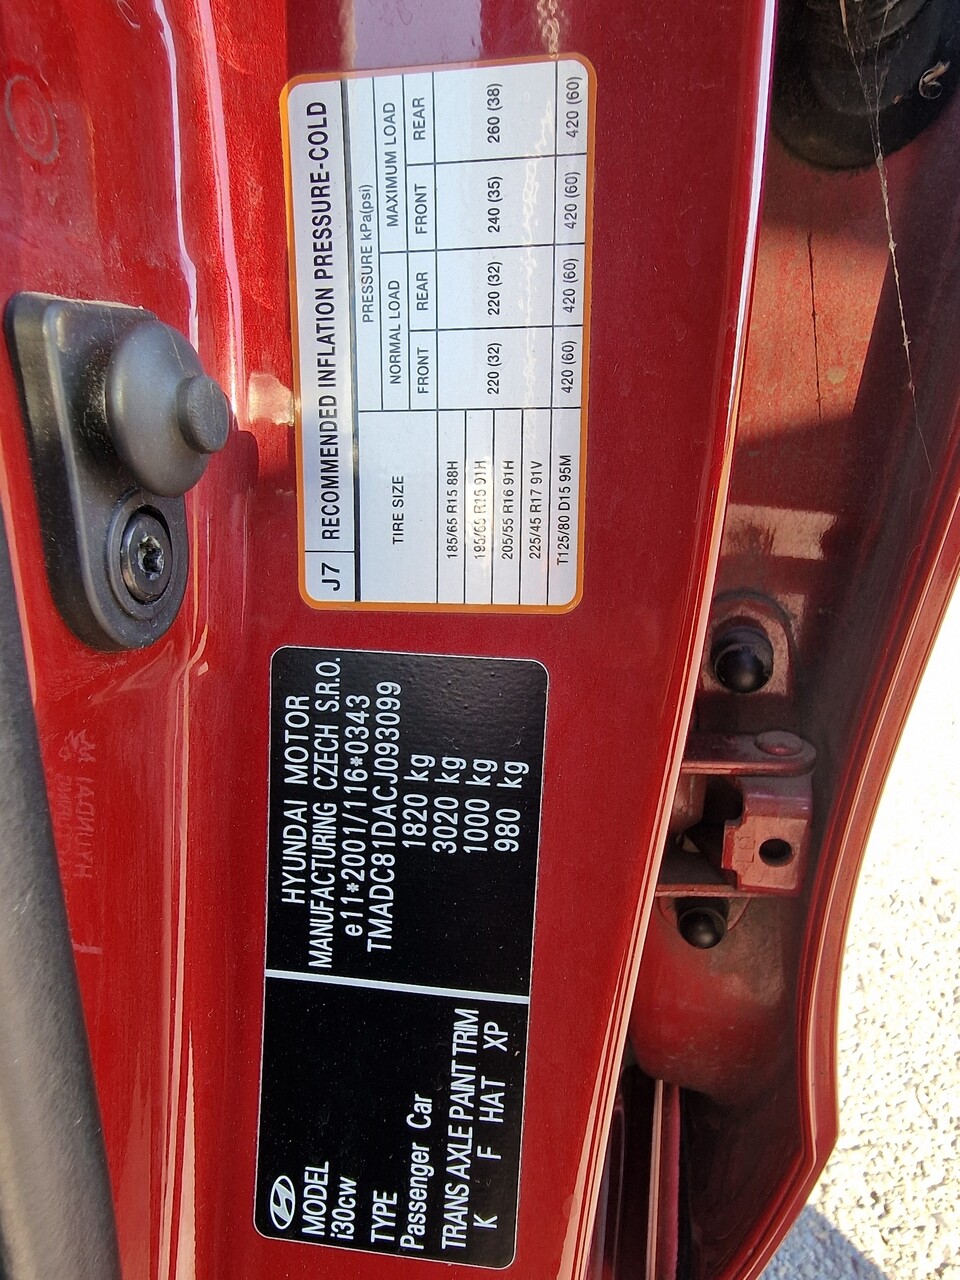 J7 RECOMMENDED INFLATION PRESSURE-COLD
TIRE SIZE PRESSURE kPa(psi)
NORMAL LOAD MAXIMUM LOAD
FRONT REAR FRONT REAR
185/65 R15 88H
195/65 R15 91H
205/55 R16 91H 220 (32) 220 (32) 240 (35) 260 (38)
225/45 R17 91V
T125/80 D15 95M 420 (60) 420 (60) 420 (60) 420 (60)
HYUNDAI MOTOR
MANUFACTURING CZECH S.R.O.
e11*2001/116*0343
TMADC81DACJ093099
1820 kg
3020 kg
1000 kg
980 kg
MODEL
i30cw
TYPE
Passenger Car
TRANS AXLE PAINT TRIM
K F HAT XP